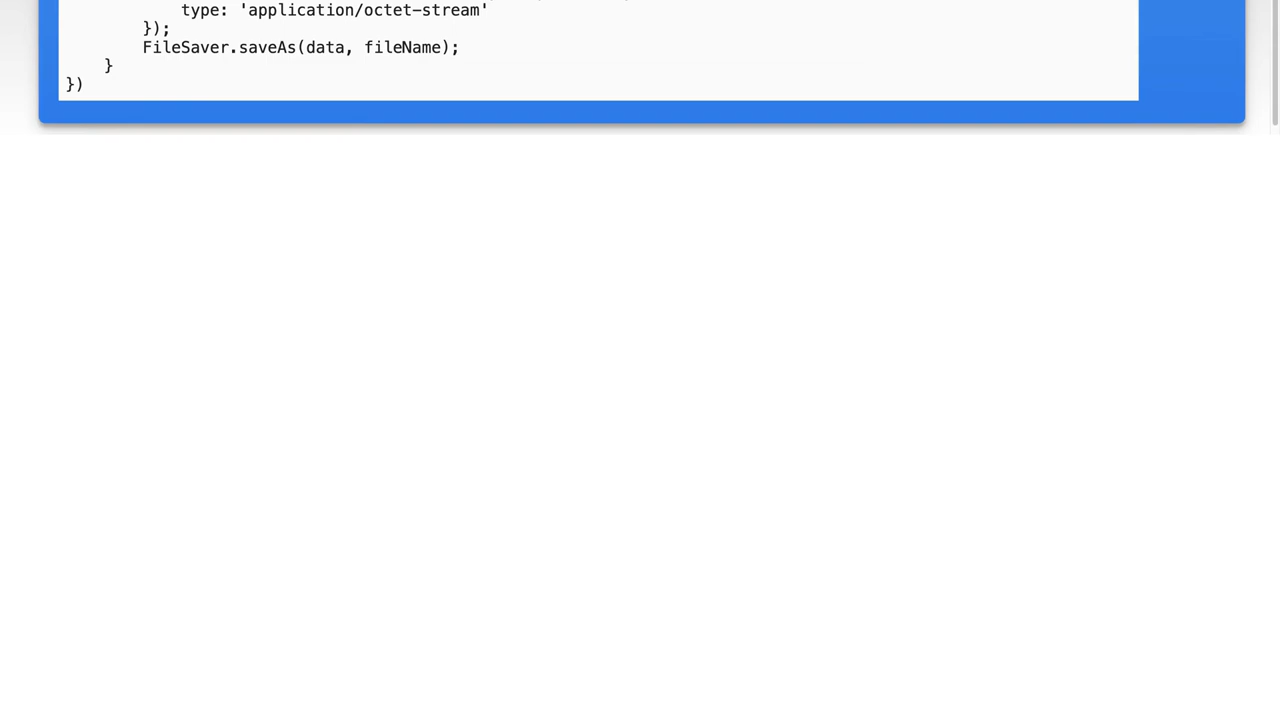 type: 'application/octet-stream'
});
FileSaver.saveAs(data, fileName);
}
})